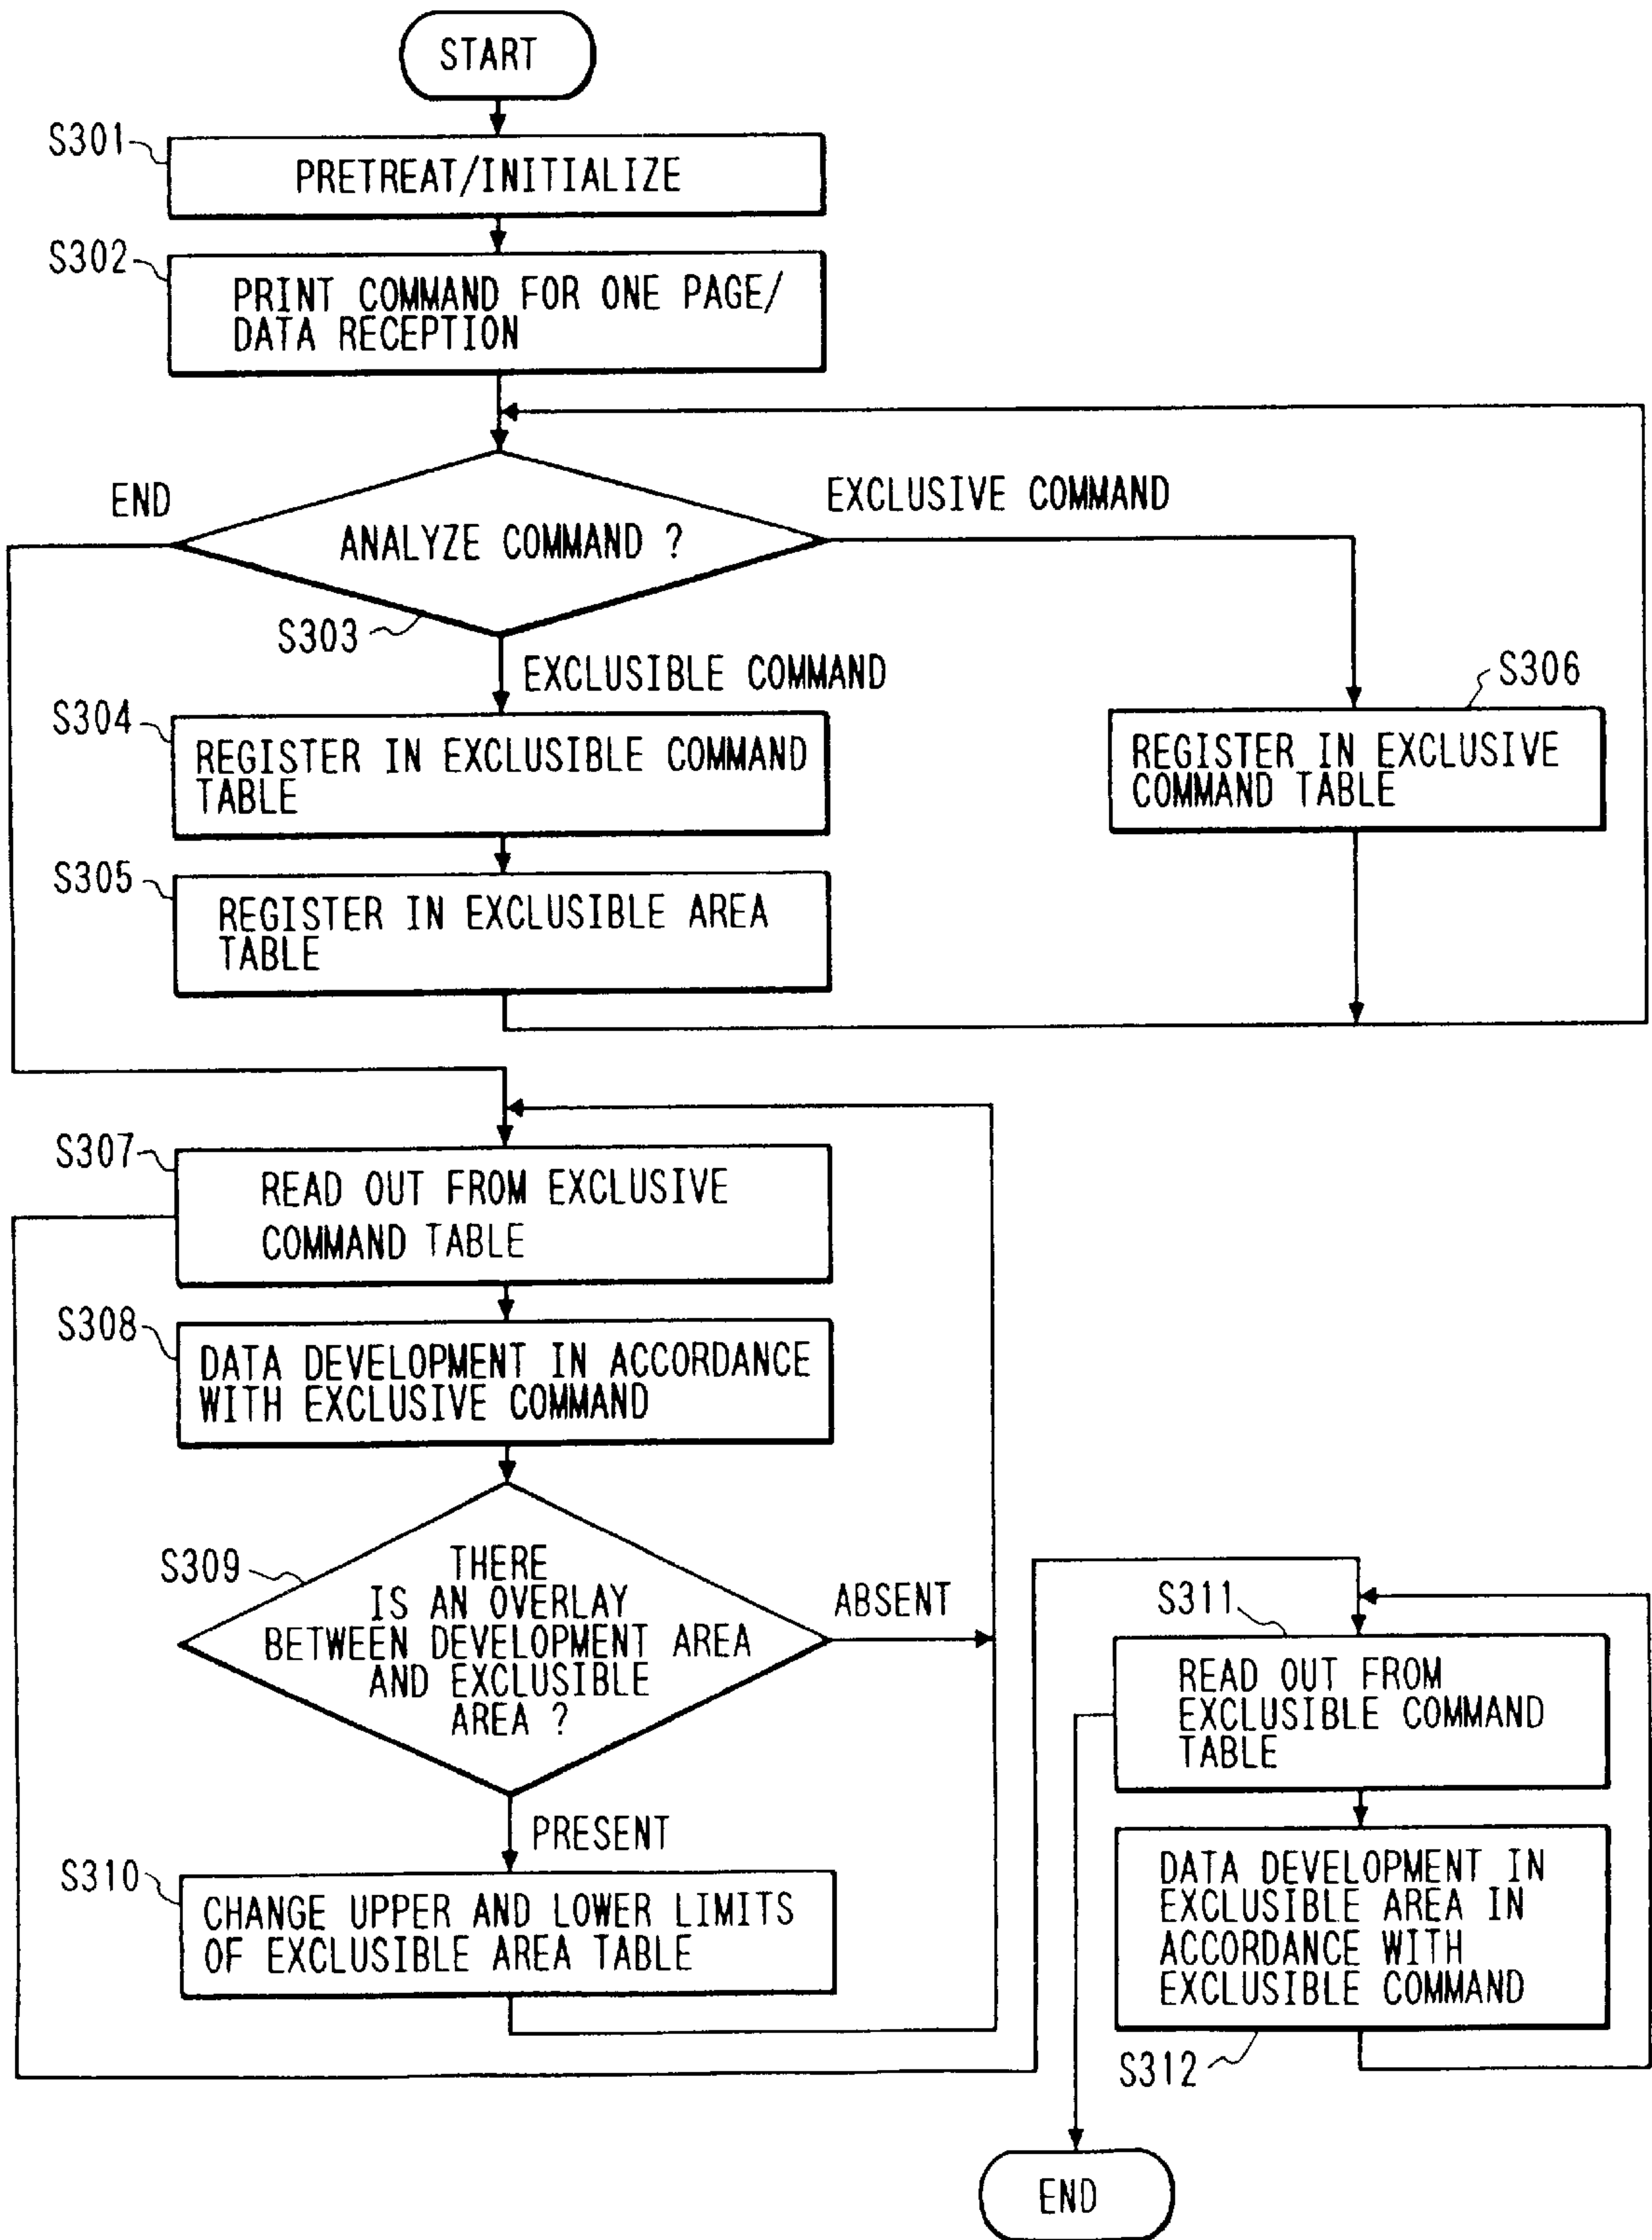 START
S301
PRETREAT/INITIALIZE
S302
PRINT COMMAND FOR ONE PAGE/
DATA RECEPTION
END
EXCLUSIVE COMMAND
ANALYZE COMMAND ?
S303
EXCLUSIBLE COMMAND
S304
REGISTER IN EXCLUSIBLE COMMAND
TABLE
S306
REGISTER IN EXCLUSIVE
COMMAND TABLE
S305
REGISTER IN EXCLUSIBLE AREA
TABLE
S307
READ OUT FROM EXCLUSIVE
COMMAND TABLE
S308
DATA DEVELOPMENT IN ACCORDANCE
WITH EXCLUSIVE COMMAND
S309
THERE
IS AN OVERLAY
BETWEEN DEVELOPMENT AREA
AND EXCLUSIBLE
AREA ?
ABSENT
PRESENT
S310
CHANGE UPPER AND LOWER LIMITS
OF EXCLUSIBLE AREA TABLE
S311
READ OUT FROM
EXCLUSIBLE COMMAND
TABLE
DATA DEVELOPMENT IN
EXCLUSIBLE AREA IN
ACCORDANCE WITH
EXCLUSIBLE COMMAND
S312
END